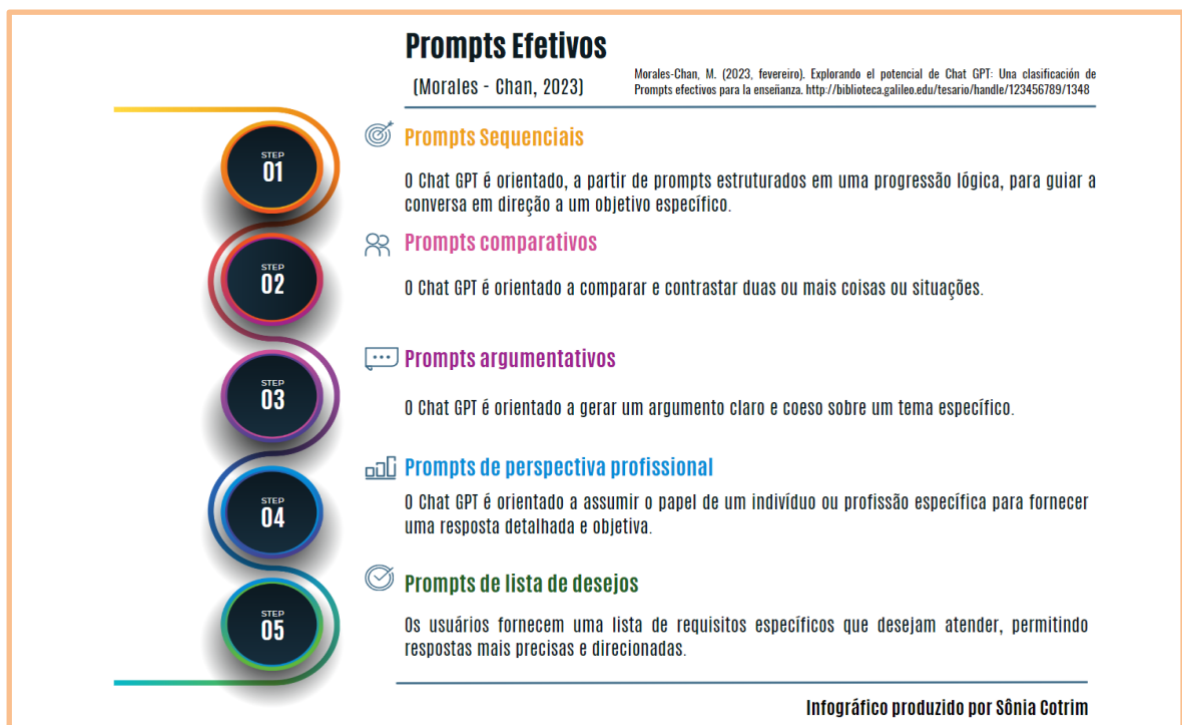 Prompts Efetivos
(Morales - Chan, 2023)
Morales-Chan, M. (2023, fevereiro). Explorando el potencial de Chat GPT: Una clasificación de
Prompts efectivos para la enseñanza. http://biblioteca.galileo.edu/tesario/handle/123456789/1348
STEP
01
Prompts Sequenciais
O Chat GPT é orientado, a partir de prompts estruturados em uma progressão lógica, para guiar a
conversa em direção a um objetivo específico.
STEP
02
Prompts comparativos
O Chat GPT é orientado a comparar e contrastar duas ou mais coisas ou situações.
STEP
03
Prompts argumentativos
O Chat GPT é orientado a gerar um argumento claro e coeso sobre um tema específico.
STEP
04
Prompts de perspectiva profissional
O Chat GPT é orientado a assumir o papel de um indivíduo ou profissão específica para fornecer
uma resposta detalhada e objetiva.
STEP
05
Prompts de lista de desejos
Os usuários fornecem uma lista de requisitos específicos que desejam atender, permitindo
respostas mais precisas e direcionadas.
Infográfico produzido por Sônia Cotrim